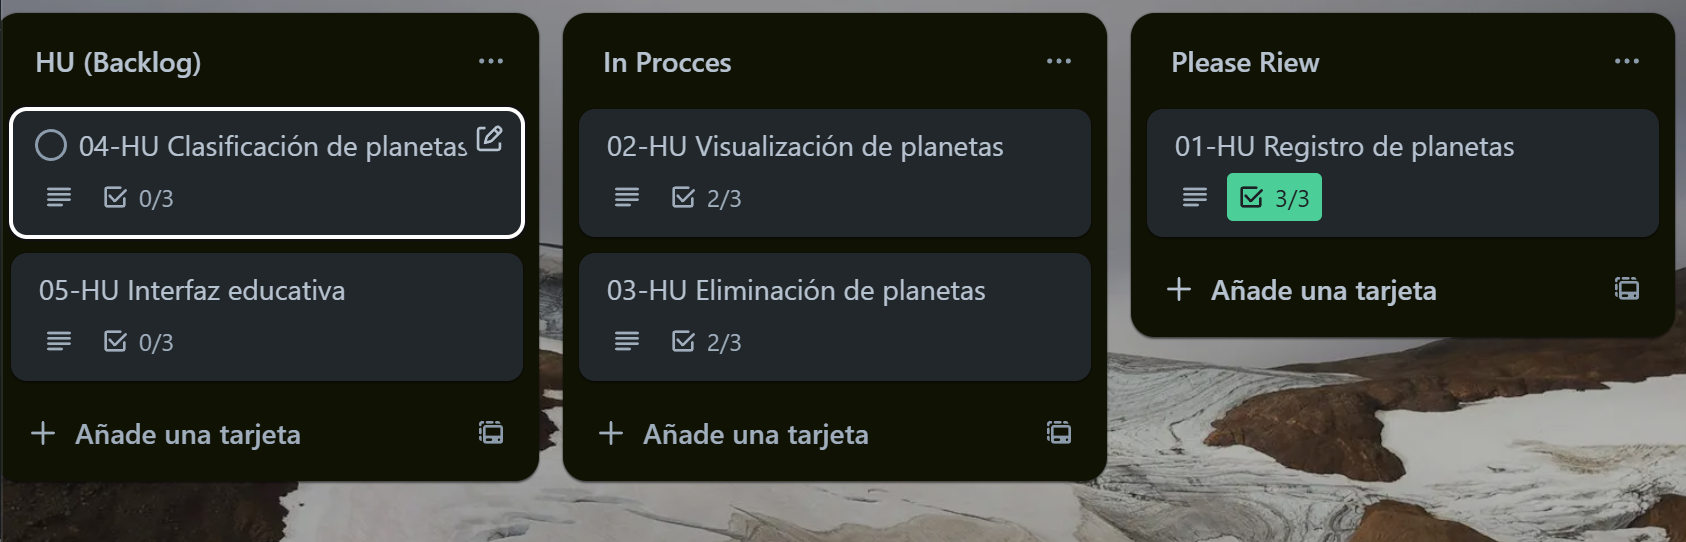 HU (Backlog)
04-HU Clasificación de planetas
0/3
05-HU Interfaz educativa
0/3
Añade una tarjeta
In Procces
02-HU Visualización de planetas
2/3
03-HU Eliminación de planetas
2/3
Añade una tarjeta
Please Riew
01-HU Registro de planetas
3/3
Añade una tarjeta